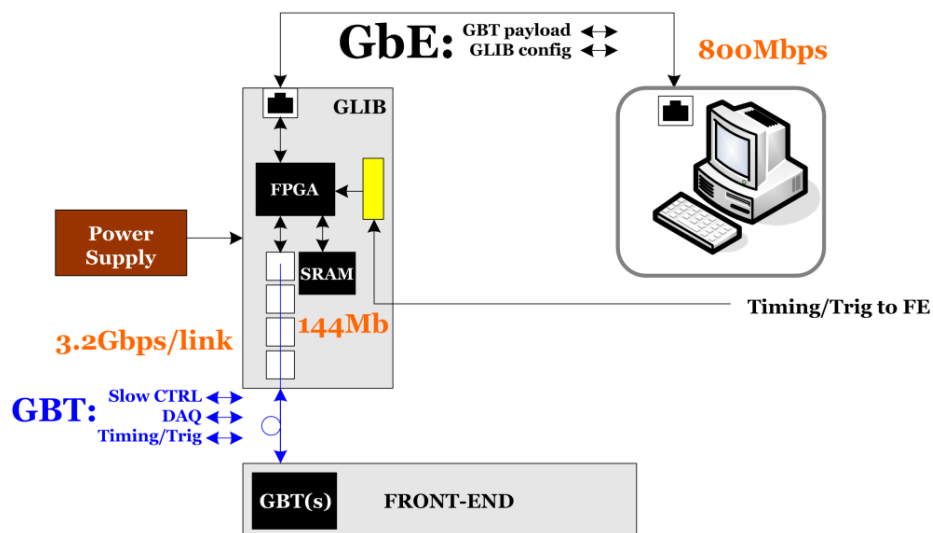 GbE:
GBT payload
GLIB config
800Mbps
GLIB
FPGA
Power
Supply
SRAM
Timing/Trig to FE
144Mb
3.2Gbps/link
GBT:
Slow CTRL
DAQ
Timing/Trig
GBT(s)
FRONT-END